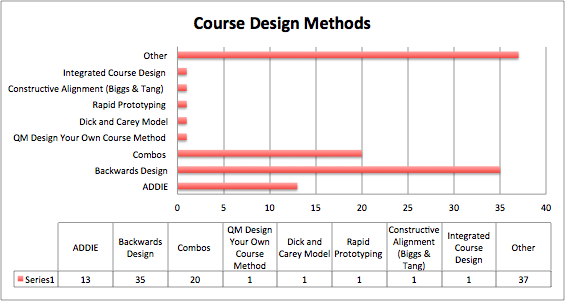 Course Design Methods
Other
Integrated Course Design
Constructive Alignment (Biggs & Tang)
Rapid Prototyping
Dick and Carey Model
QM Design Your Own Course Method
Combos
Backwards Design
ADDIE
0 5 10 15 20 25 30 35 40
ADDIE
Backwards
Design
Combos
QM Design
Your Own
Course
Method
Dick and
Carey Model
Rapid
Prototyping
Constructive
Alignment
(Biggs &
Tang)
Integrated
Course
Design
Other
Series1 13 35 20 1 1 1 1 1 37